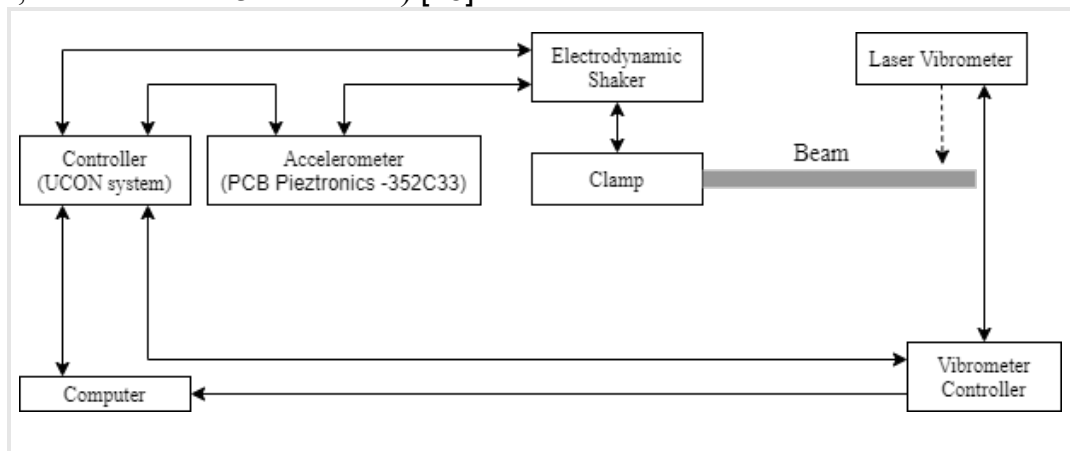 Electrodynamic
Shaker
Laser Vibrometer
Controller
(UCON system)
Accelerometer
(PCB Pieztronics -352C33)
Clamp
Beam
Computer
Vibrometer
Controller